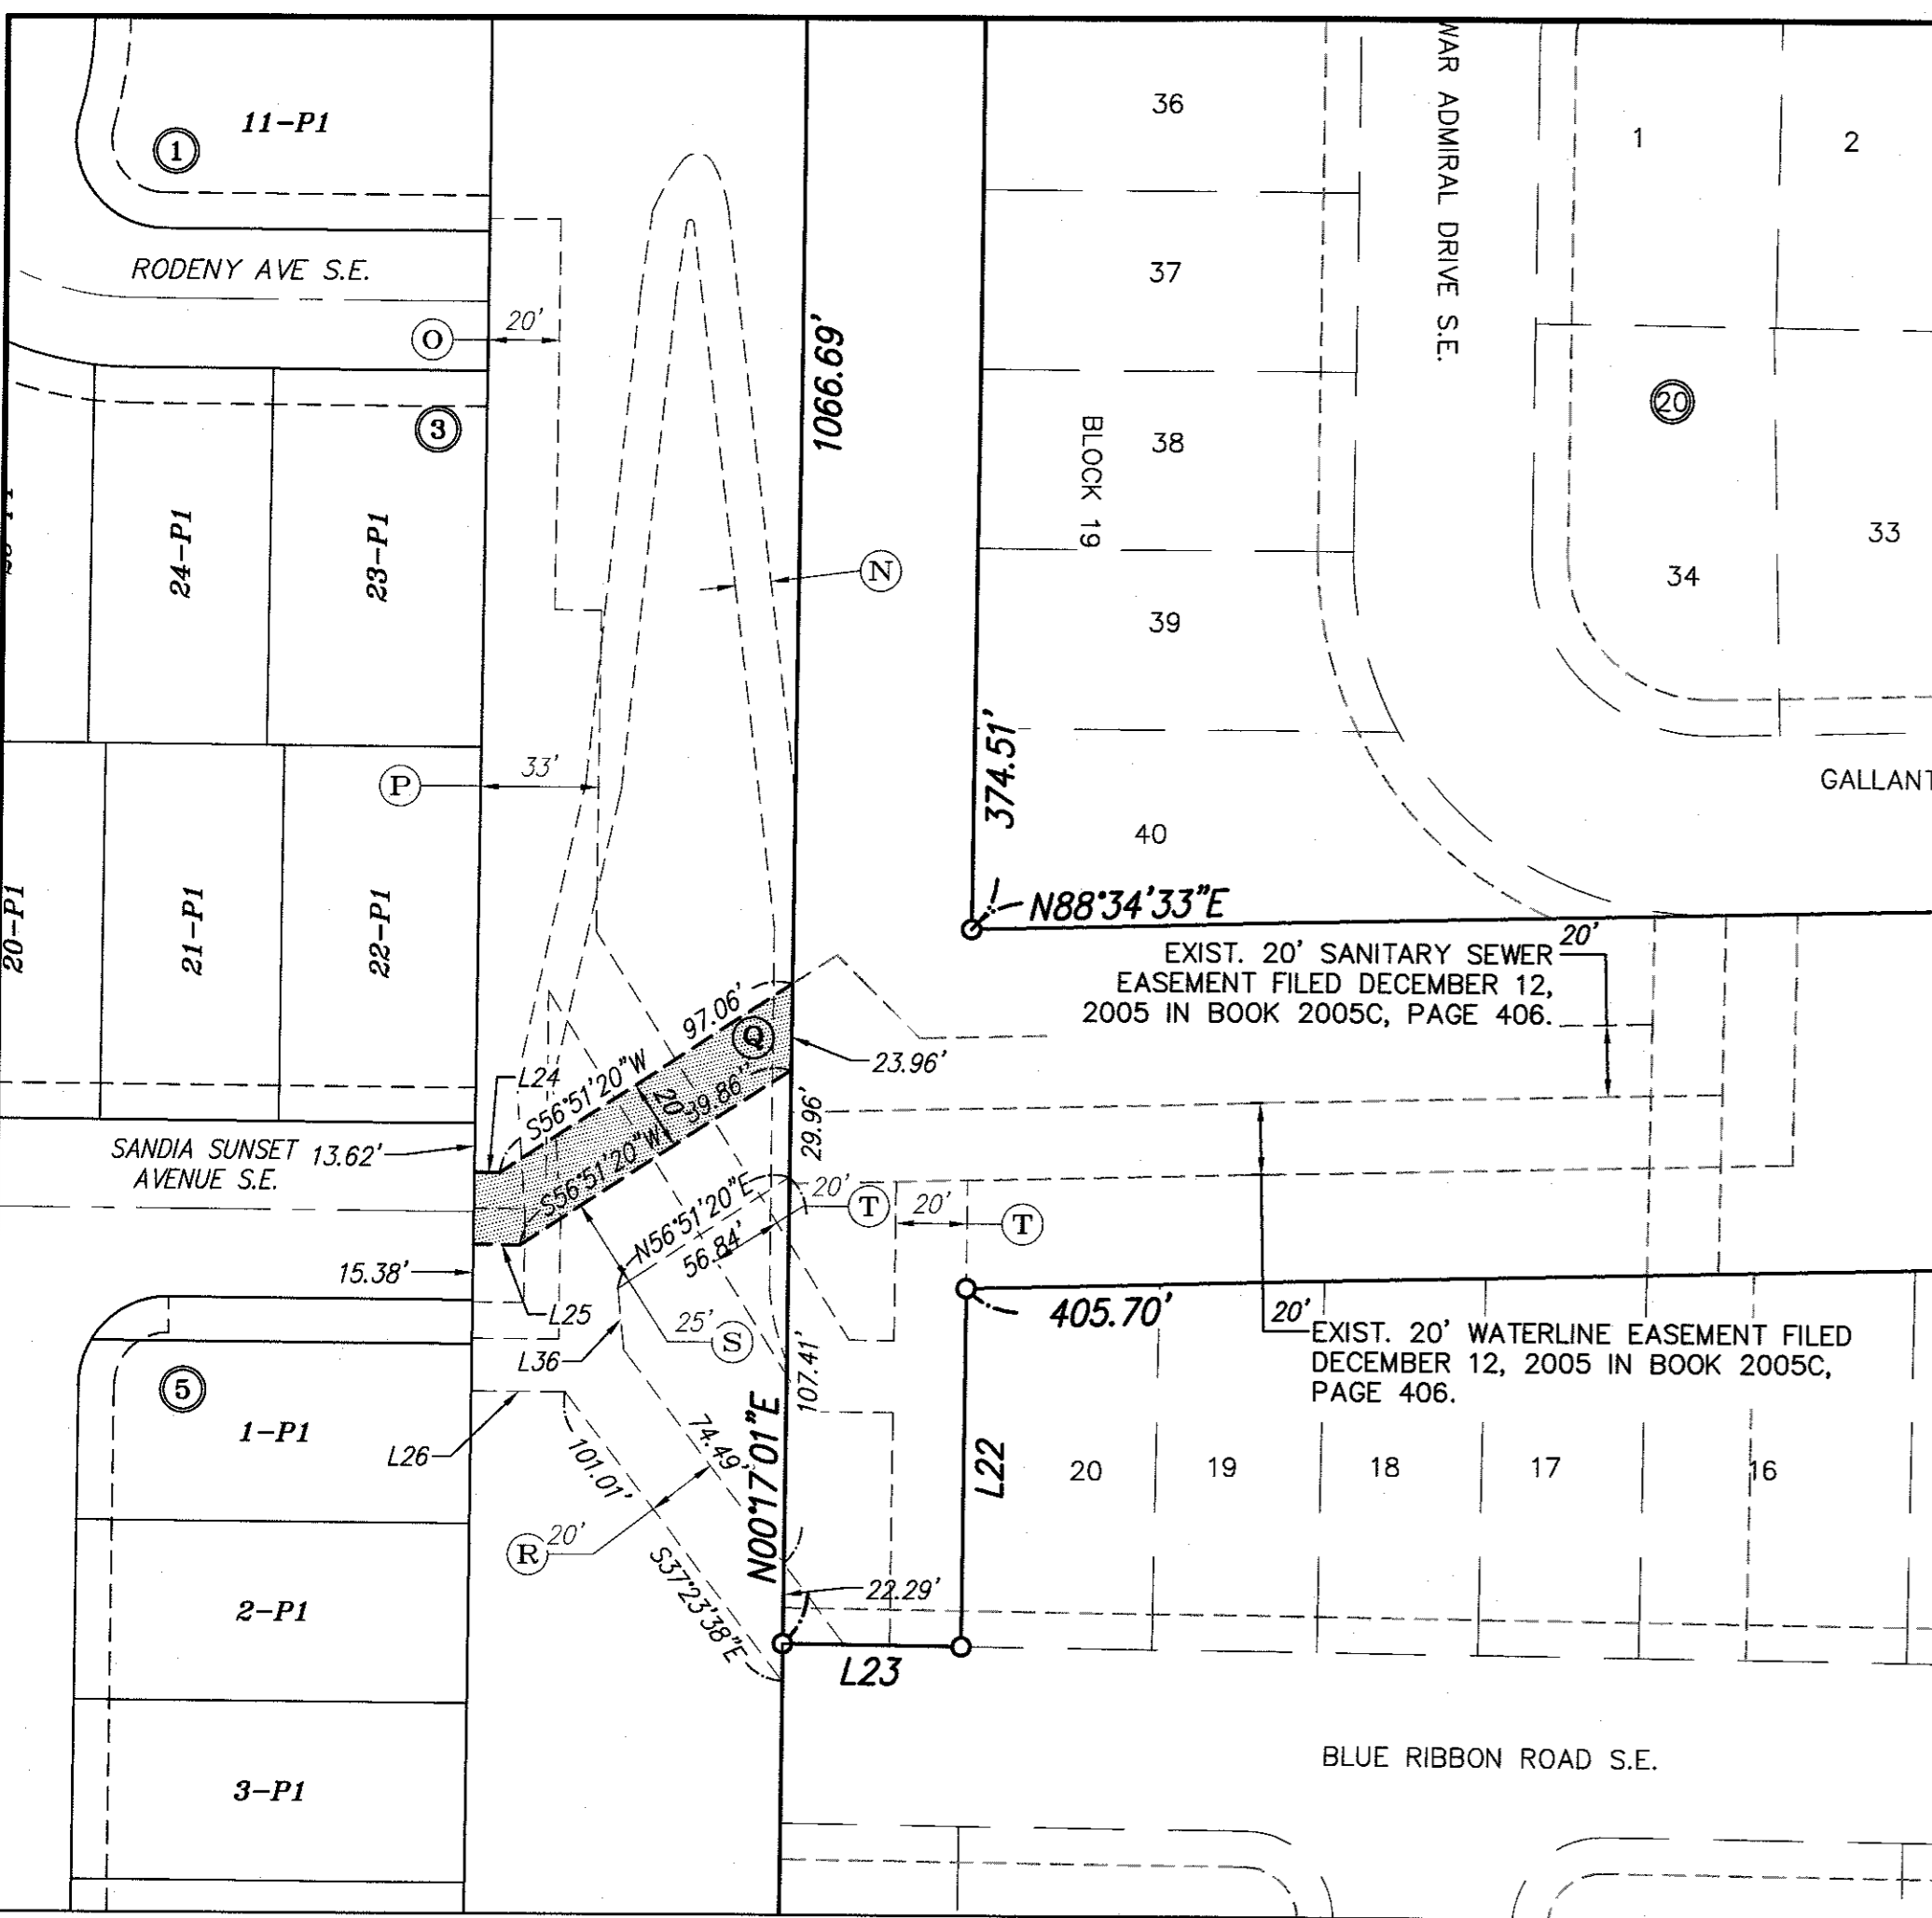 11-P1
1
RODENY AVE S.E.
O
20'
3
24-P1
23-P1
1066.69'
N
36
37
38
39
40
BLOCK 19
WAR ADMIRAL DRIVE S.E.
1
2
20
33
34
GALLANT
374.51'
N88°34'33"E
P
33'
20-P1
21-P1
22-P1
EXIST. 20' SANITARY SEWER
EASEMENT FILED DECEMBER 12,
2005 IN BOOK 2005C, PAGE 406.
20'
97.06'
Q
S56°51'20"W
L24
20'
39.86'
S56°51'20"W
23.96'
29.96'
SANDIA SUNSET
AVENUE S.E.
13.62'
N56°51'20"E
56.84'
20'
T
20'
T
15.38'
L25
25'
S
L36
107.41'
405.70'
20'
EXIST. 20' WATERLINE EASEMENT FILED
DECEMBER 12, 2005 IN BOOK 2005C,
PAGE 406.
5
1-P1
L26
101.01'
74.49'
N00°17'01"E
L22
20
19
18
17
16
R
20'
S37°23'38"E
22.29'
2-P1
L23
3-P1
BLUE RIBBON ROAD S.E.